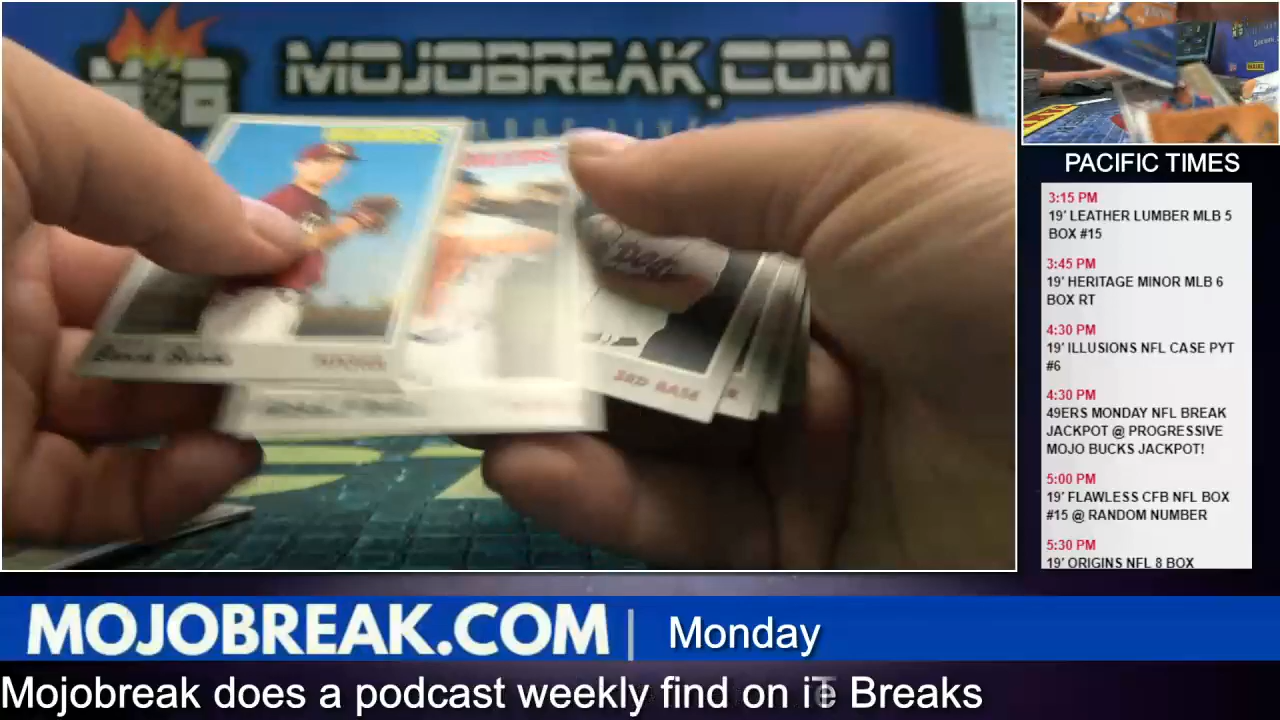 MOJOBREAK.COM
PACIFIC TIMES
3:15 PM
19' LEATHER LUMBER MLB 5
BOX #15
3:45 PM
19' HERITAGE MINOR MLB 6
BOX RT
4:30 PM
19' ILLUSIONS NFL CASE PYT
#6
4:30 PM
49ERS MONDAY NFL BREAK
JACKPOT @ PROGRESSIVE
MOJO BUCKS JACKPOT!
5:00 PM
19' FLAWLESS CFB NFL BOX
#15 @ RANDOM NUMBER
5:30 PM
19' ORIGINS NFL 8 BOX
3RD BASE
MOJOBREAK.COM | Monday
Mojobreak does a podcast weekly find on Breaks